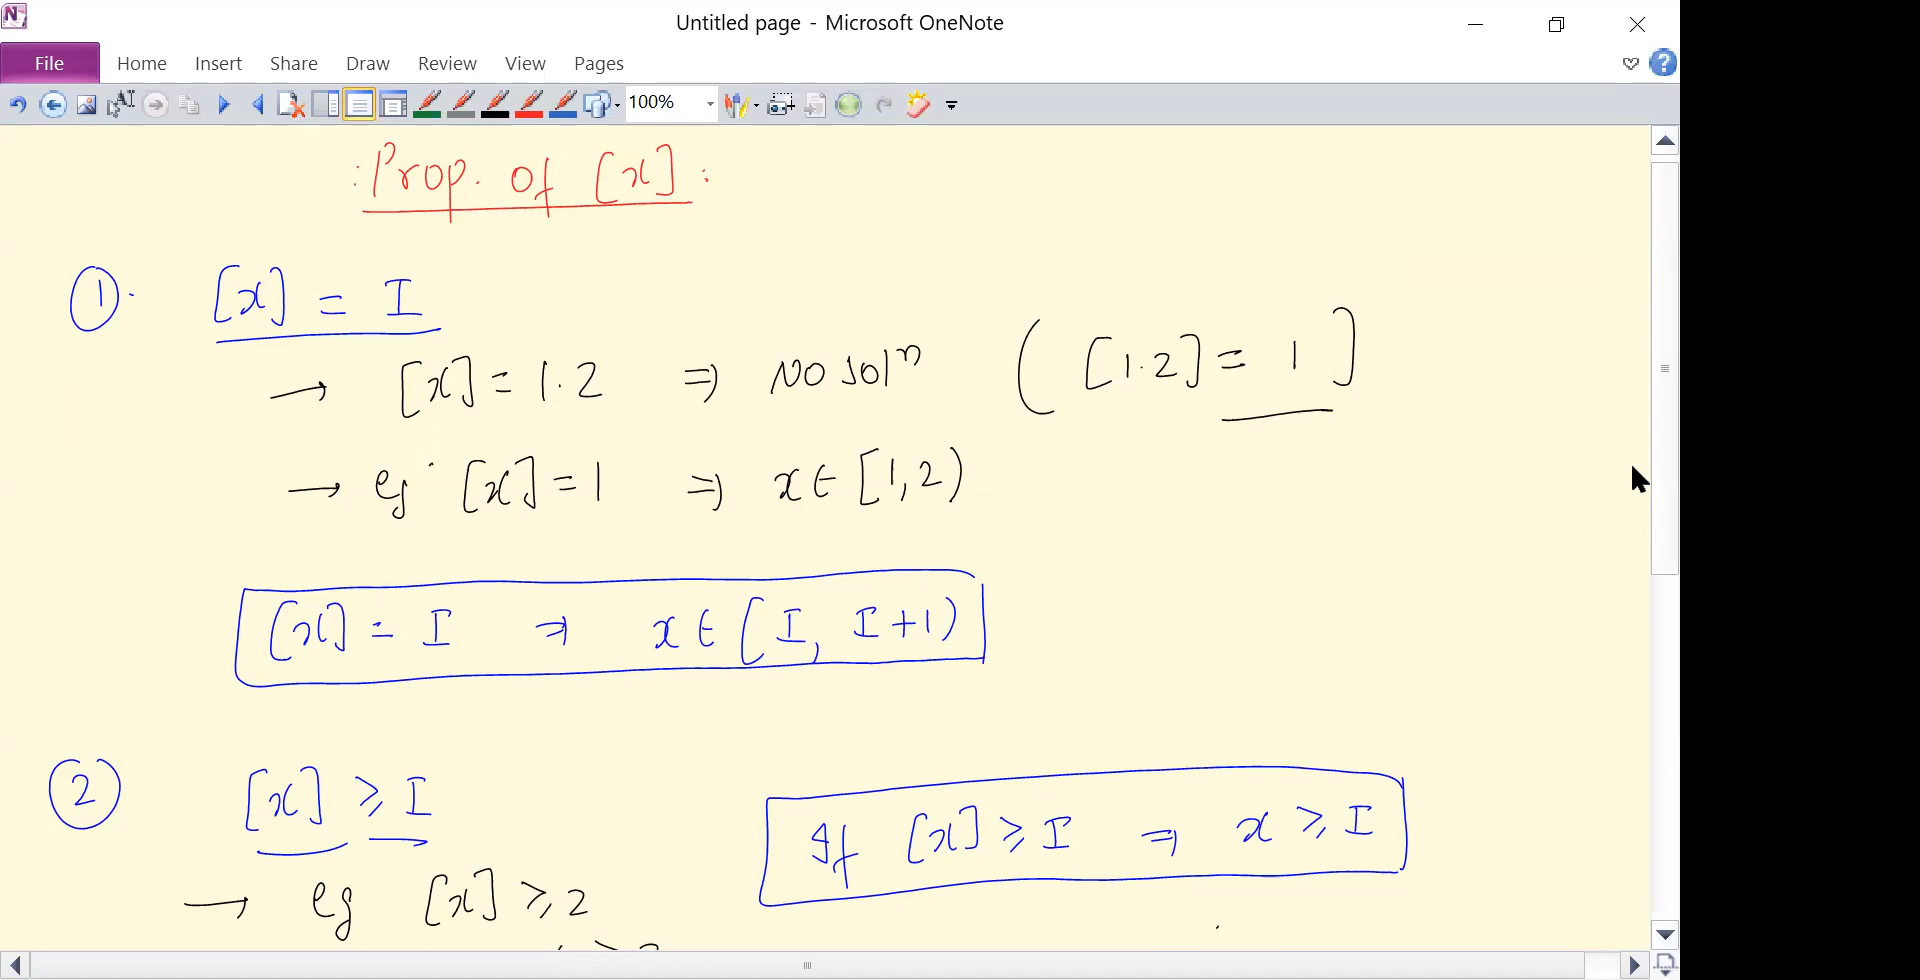 Untitled page - Microsoft OneNote
File Home Insert Share Draw Review View Pages
100%
: Prop. of [x] :
① . [x] = I
→ [x] = 1.2 ⇒ No solⁿ ( [1.2] = 1 ]
→ eg [x] = 1 ⇒ x ∈ [1, 2)
[x] = I ⇒ x ∈ [I, I+1)
② [x] ⩾ I
If [x] ⩾ I ⇒ x ⩾ I
→ eg [x] ⩾ 2